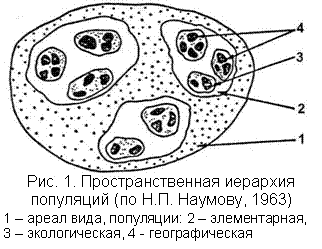 4
3
2
1
Рис. 1. Пространственная иерархия
популяций (по Н.П. Наумову, 1963)
1 – ареал вида, популяции: 2 – элементарная,
3 – экологическая, 4 - географическая